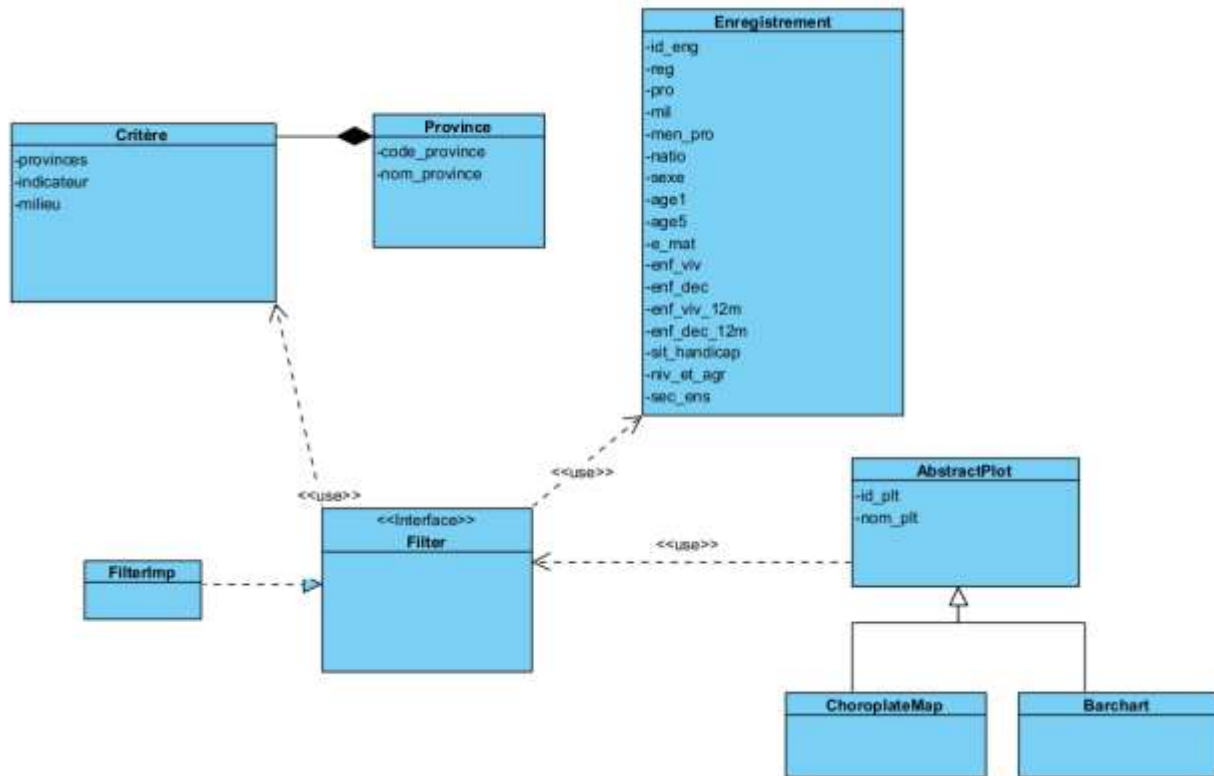 Enregistrement
-id_eng
-reg
-pro
-mil
-men_pro
-natio
-sexe
-age1
-age5
-e_mat
-enf_viv
-enf_dec
-enf_viv_12m
-enf_dec_12m
-sit_handicap
-niv_et_agr
-sec_ens
Critère
-provinces
-indicateur
-milieu
Province
-code_province
-nom_province
<<use>>
<<use>>
<<Interface>>
Filter
FilterImp
<<use>>
AbstractPlot
-id_plt
-nom_plt
ChoroplateMap
Barchart